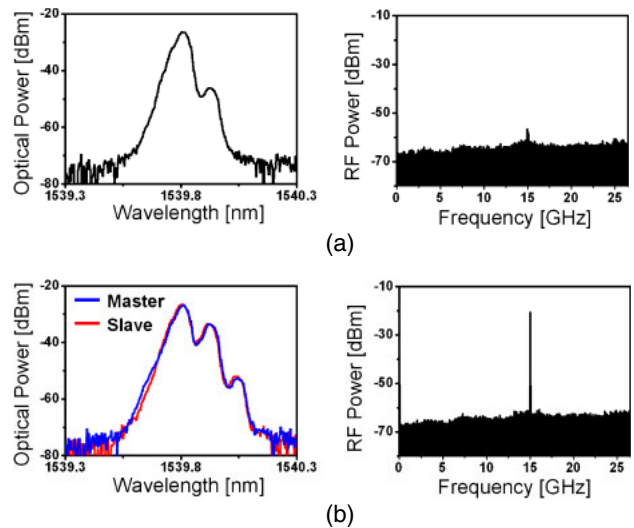 Optical Power [dBm]
-20
-40
-60
-80
1539.3
1539.8
1540.3
Wavelength [nm]
RF Power [dBm]
-10
-30
-50
-70
0
5
10
15
20
25
Frequency [GHz]
(a)
Optical Power [dBm]
-20
-40
-60
-80
Master
Slave
1539.3
1539.8
1540.3
Wavelength [nm]
RF Power [dBm]
-10
-30
-50
-70
0
5
10
15
20
25
Frequency [GHz]
(b)